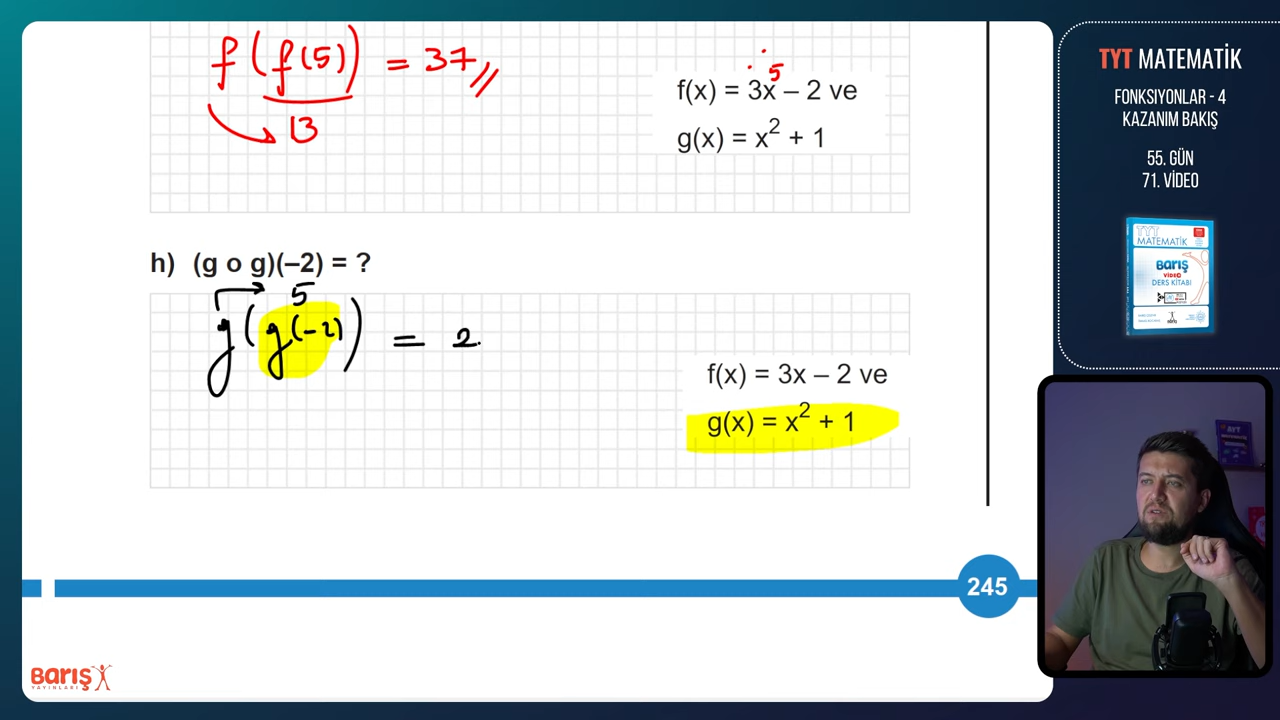 f(f(5)) = 37//
13
5
f(x) = 3x – 2 ve
g(x) = x² + 1
h) (g o g)(–2) = ?
5
g(g(-2)) = 2
f(x) = 3x – 2 ve
g(x) = x² + 1
245
BARIŞ
YAYINLARI
TYT MATEMATİK
FONKSIYONLAR - 4
KAZANIM BAKIŞ
55. GÜN
71. VİDEO
TYT
MATEMATİK
BARIŞ
VİDEO
DERS KİTABI